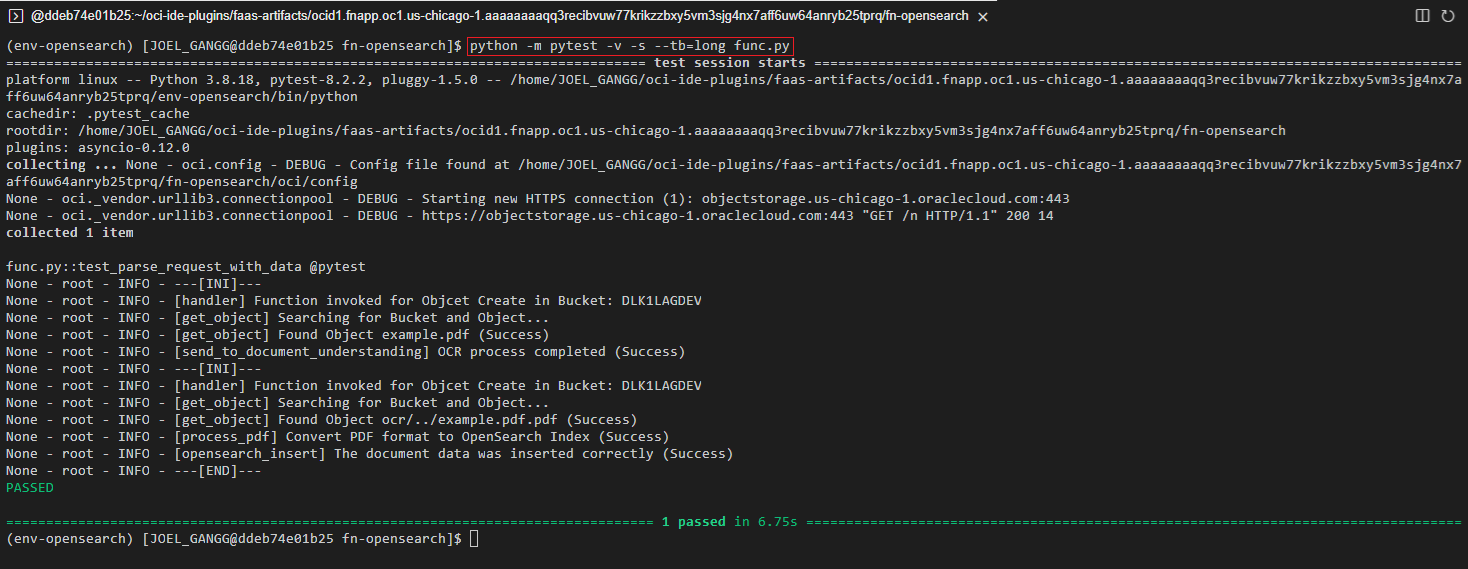 @ddeb74e01b25:~/oci-ide-plugins/faas-artifacts/ocid1.fnapp.oc1.us-chicago-1.aaaaaaaaqq3recibvuw77krikzzbxy5vm3sjg4nx7aff6uw64anryb25tprq/fn-opensearch
(env-opensearch) [JOEL_GANGG@ddeb74e01b25 fn-opensearch]$ python -m pytest -v -s --tb=long func.py
================================================================================= test session starts =================================================================================
platform linux -- Python 3.8.18, pytest-8.2.2, pluggy-1.5.0 -- /home/JOEL_GANGG/oci-ide-plugins/faas-artifacts/ocid1.fnapp.oc1.us-chicago-1.aaaaaaaaqq3recibvuw77krikzzbxy5vm3sjg4nx7a
ff6uw64anryb25tprq/env-opensearch/bin/python
cachedir: .pytest_cache
rootdir: /home/JOEL_GANGG/oci-ide-plugins/faas-artifacts/ocid1.fnapp.oc1.us-chicago-1.aaaaaaaaqq3recibvuw77krikzzbxy5vm3sjg4nx7aff6uw64anryb25tprq/fn-opensearch
plugins: asyncio-0.12.0
collecting ... None - oci.config - DEBUG - Config file found at /home/JOEL_GANGG/oci-ide-plugins/faas-artifacts/ocid1.fnapp.oc1.us-chicago-1.aaaaaaaaqq3recibvuw77krikzzbxy5vm3sjg4nx7
aff6uw64anryb25tprq/fn-opensearch/oci/config
None - oci._vendor.urllib3.connectionpool - DEBUG - Starting new HTTPS connection (1): objectstorage.us-chicago-1.oraclecloud.com:443
None - oci._vendor.urllib3.connectionpool - DEBUG - https://objectstorage.us-chicago-1.oraclecloud.com:443 "GET /n HTTP/1.1" 200 14
collected 1 item
func.py::test_parse_request_with_data @pytest
None - root - INFO - ---[INI]---
None - root - INFO - [handler] Function invoked for Objcet Create in Bucket: DLK1LAGDEV
None - root - INFO - [get_object] Searching for Bucket and Object...
None - root - INFO - [get_object] Found Object example.pdf (Success)
None - root - INFO - [send_to_document_understanding] OCR process completed (Success)
None - root - INFO - ---[INI]---
None - root - INFO - [handler] Function invoked for Objcet Create in Bucket: DLK1LAGDEV
None - root - INFO - [get_object] Searching for Bucket and Object...
None - root - INFO - [get_object] Found Object ocr/../example.pdf.pdf (Success)
None - root - INFO - [process_pdf] Convert PDF format to OpenSearch Index (Success)
None - root - INFO - [opensearch_insert] The document data was inserted correctly (Success)
None - root - INFO - ---[END]---
PASSED
================================================================================== 1 passed in 6.75s ==================================================================================
(env-opensearch) [JOEL_GANGG@ddeb74e01b25 fn-opensearch]$